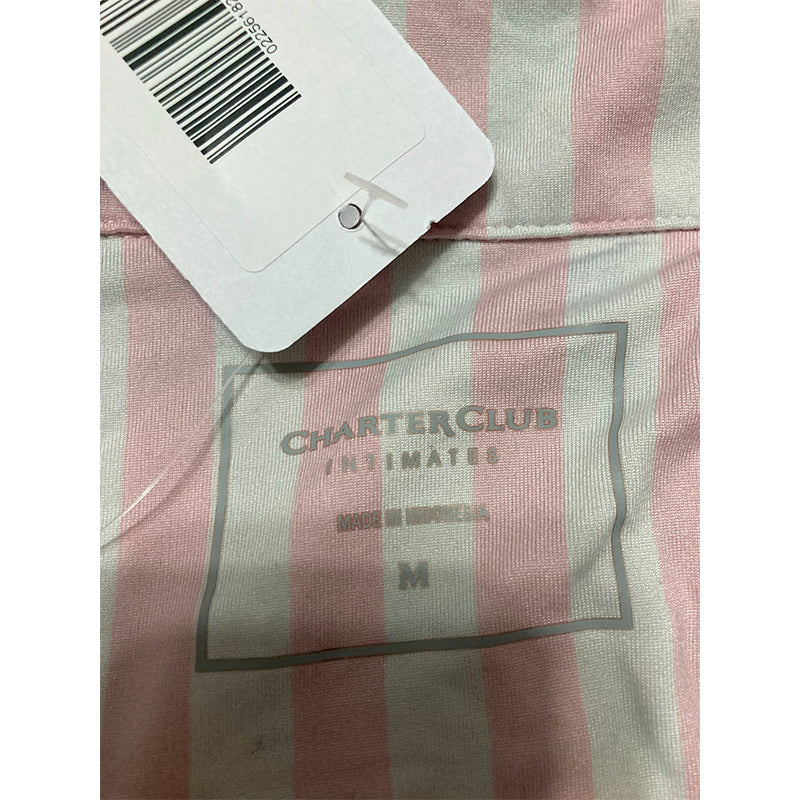 CHARTERCLUB
INTIMATES
MADE IN INDONESIA
M